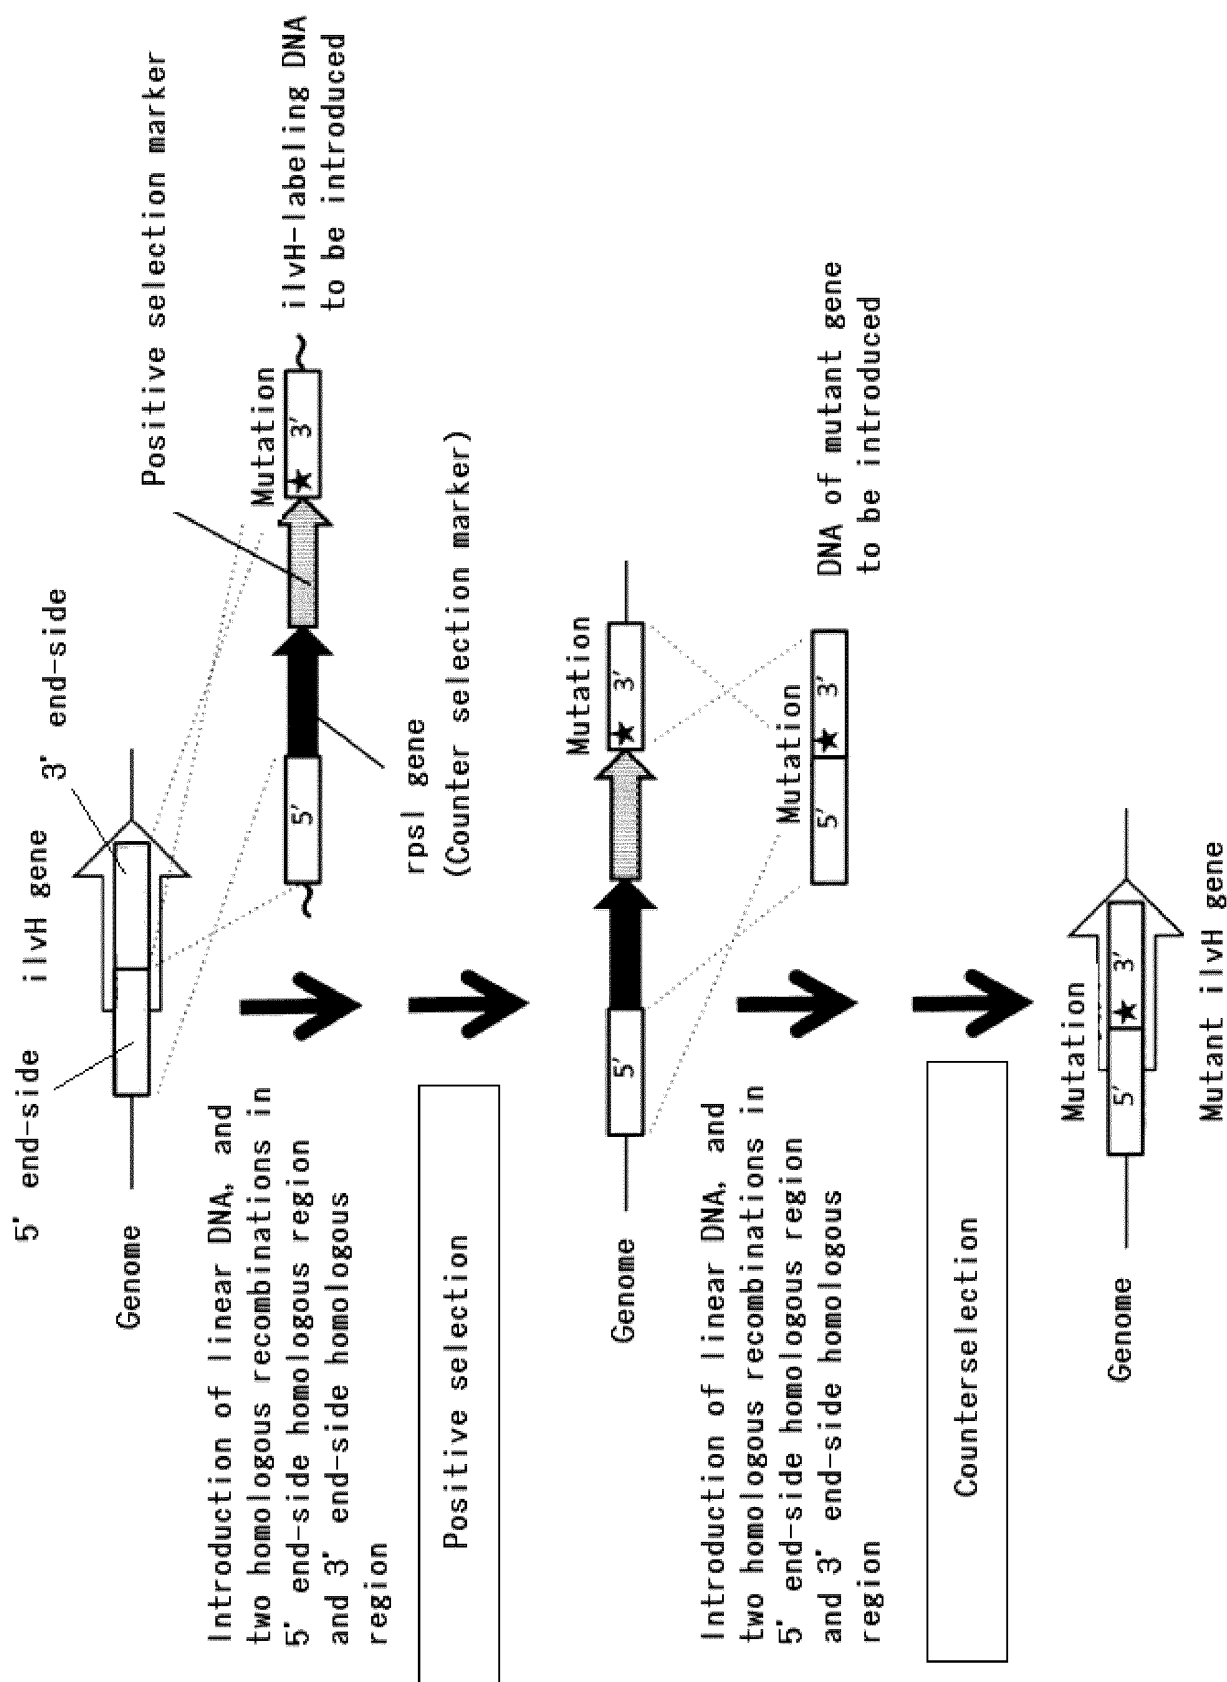 5' end-side
ilvH gene
3' end-side
Genome
Positive selection marker
Introduction of linear DNA, and
two homologous recombinations in
5' end-side homologous region
and 3' end-side homologous
region
Mutation
5'
★ 3'
ilvH-labeling DNA
to be introduced
rpsl gene
(Counter selection marker)
Positive selection
Mutation
Genome
5'
★ 3'
Introduction of linear DNA, and
two homologous recombinations in
5' end-side homologous region
and 3' end-side homologous
region
Mutation
5'
★ 3'
DNA of mutant gene
to be introduced
Counterselection
Mutation
Genome
5'
★ 3'
Mutant ilvH gene